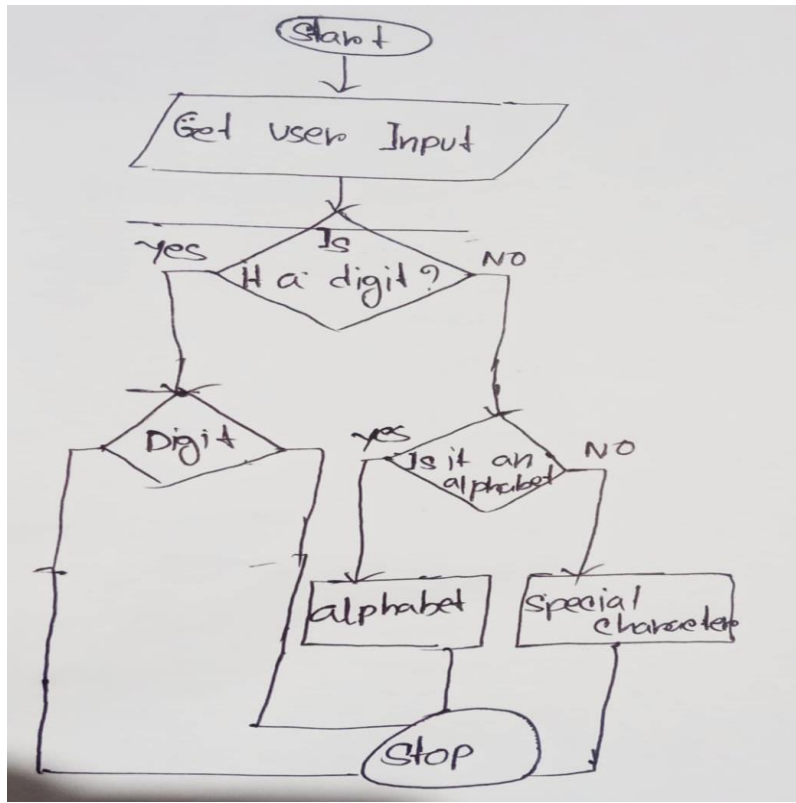 Start
Get user Input
Is
it a digit?
Yes
NO
Digit
Yes
Is it an
alphabet
NO
alphabet
special
character
Stop